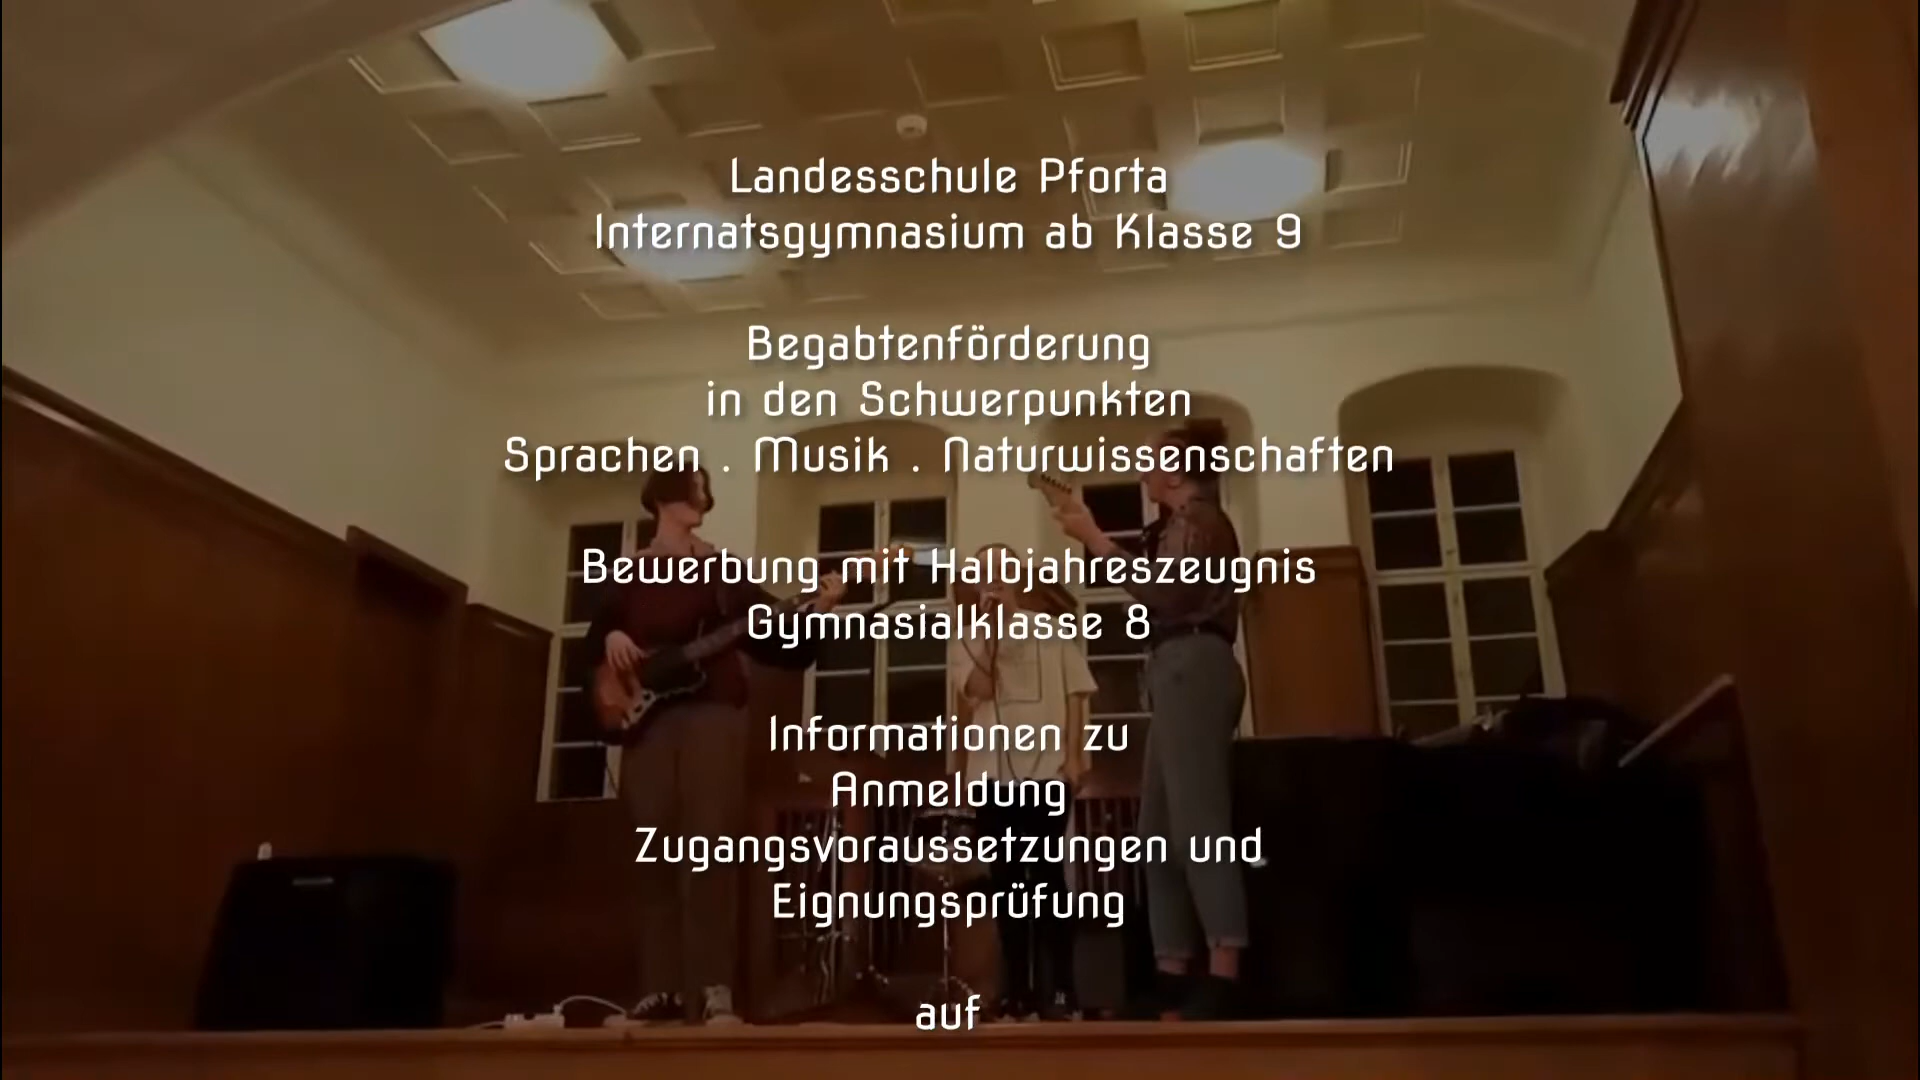 Landesschule Pforta
Internatsgymnasium ab Klasse 9
Begabtenförderung
in den Schwerpunkten
Sprachen . Musik . Naturwissenschaften
Bewerbung mit Halbjahreszeugnis
Gymnasialklasse 8
Informationen zu
Anmeldung
Zugangsvoraussetzungen und
Eignungsprüfung
auf